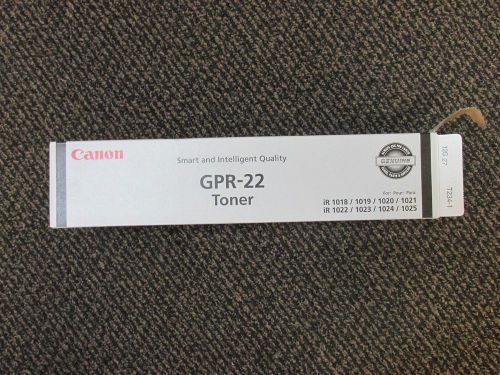 Canon
Smart and Intelligent Quality
GPR-22
Toner
GENUINE
For: Pour: Para:
iR 1018 / 1019 / 1020 / 1021
iR 1022 / 1023 / 1024 / 1025
T234-1